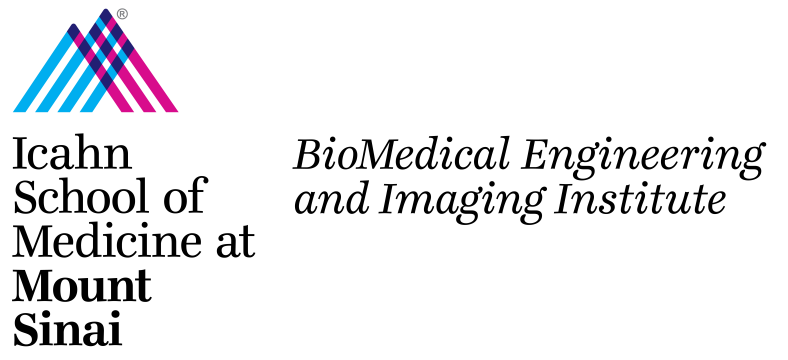 ®
Icahn
School of
Medicine at
Mount
Sinai
BioMedical Engineering
and Imaging Institute